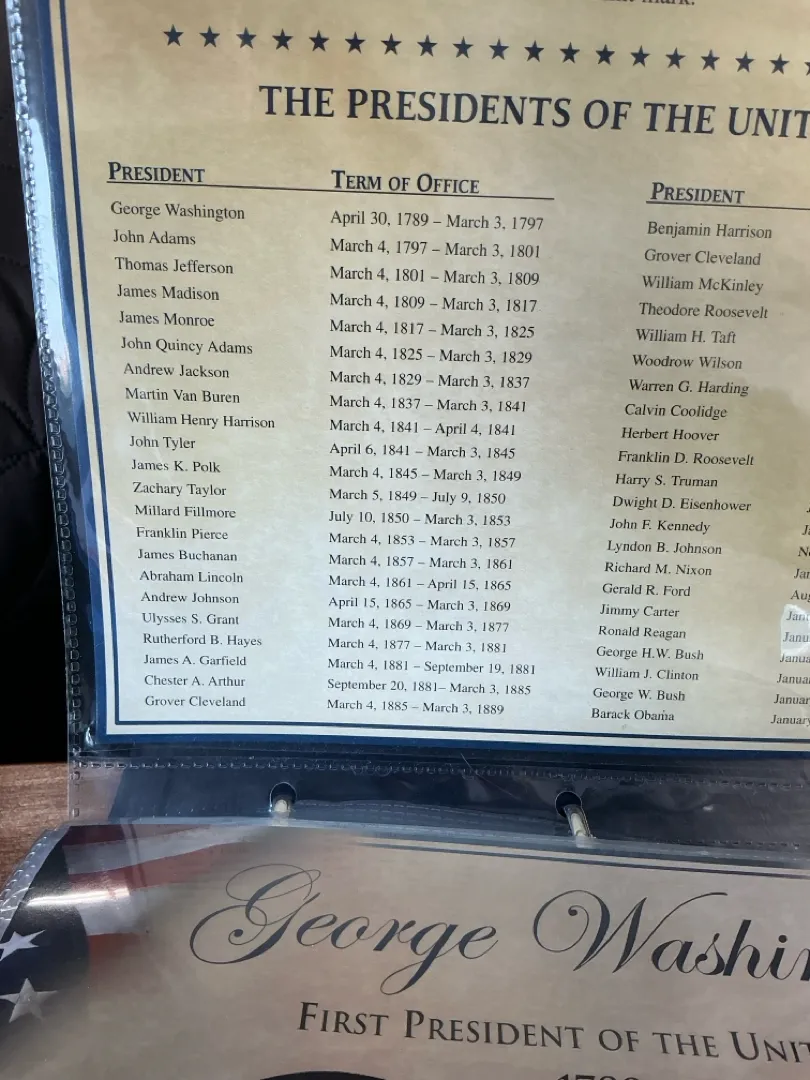 mark.
THE PRESIDENTS OF THE UNIT
PRESIDENT TERM OF OFFICE
George Washington April 30, 1789 – March 3, 1797
John Adams March 4, 1797 – March 3, 1801
Thomas Jefferson March 4, 1801 – March 3, 1809
James Madison March 4, 1809 – March 3, 1817
James Monroe March 4, 1817 – March 3, 1825
John Quincy Adams March 4, 1825 – March 3, 1829
Andrew Jackson March 4, 1829 – March 3, 1837
Martin Van Buren March 4, 1837 – March 3, 1841
William Henry Harrison March 4, 1841 – April 4, 1841
John Tyler April 6, 1841 – March 3, 1845
James K. Polk March 4, 1845 – March 3, 1849
Zachary Taylor March 5, 1849 – July 9, 1850
Millard Fillmore July 10, 1850 – March 3, 1853
Franklin Pierce March 4, 1853 – March 3, 1857
James Buchanan March 4, 1857 – March 3, 1861
Abraham Lincoln March 4, 1861 – April 15, 1865
Andrew Johnson April 15, 1865 – March 3, 1869
Ulysses S. Grant March 4, 1869 – March 3, 1877
Rutherford B. Hayes March 4, 1877 – March 3, 1881
James A. Garfield March 4, 1881 – September 19, 1881
Chester A. Arthur September 20, 1881– March 3, 1885
Grover Cleveland March 4, 1885 – March 3, 1889
PRESIDENT
Benjamin Harrison
Grover Cleveland
William McKinley
Theodore Roosevelt
William H. Taft
Woodrow Wilson
Warren G. Harding
Calvin Coolidge
Herbert Hoover
Franklin D. Roosevelt
Harry S. Truman
Dwight D. Eisenhower
John F. Kennedy
Lyndon B. Johnson
Richard M. Nixon Jan
Gerald R. Ford Aug
Jimmy Carter Janu
Ronald Reagan Janu
George H.W. Bush Janua
William J. Clinton Januar
George W. Bush Januar
Barack Obama January
George Washin
FIRST PRESIDENT OF THE UNIT